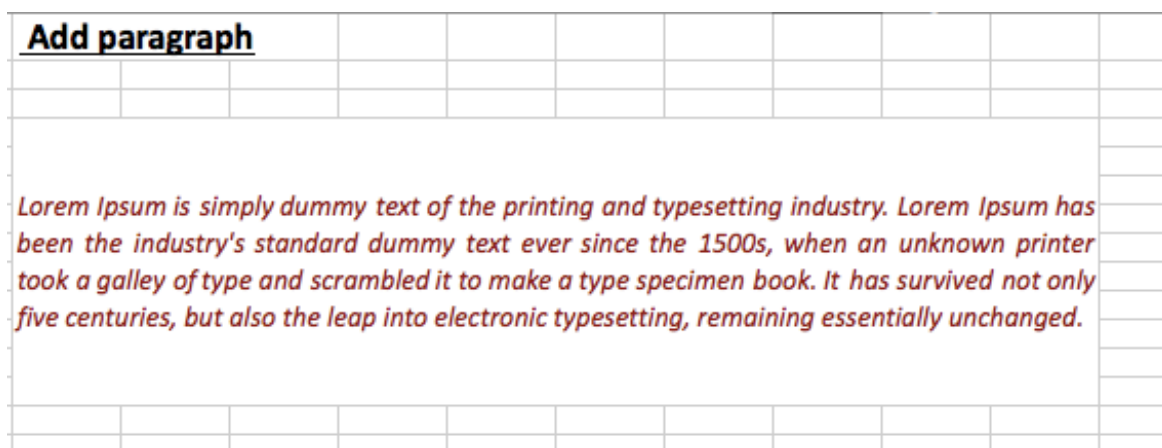 Add paragraph
Lorem Ipsum is simply dummy text of the printing and typesetting industry. Lorem Ipsum has
been the industry's standard dummy text ever since the 1500s, when an unknown printer
took a galley of type and scrambled it to make a type specimen book. It has survived not only
five centuries, but also the leap into electronic typesetting, remaining essentially unchanged.